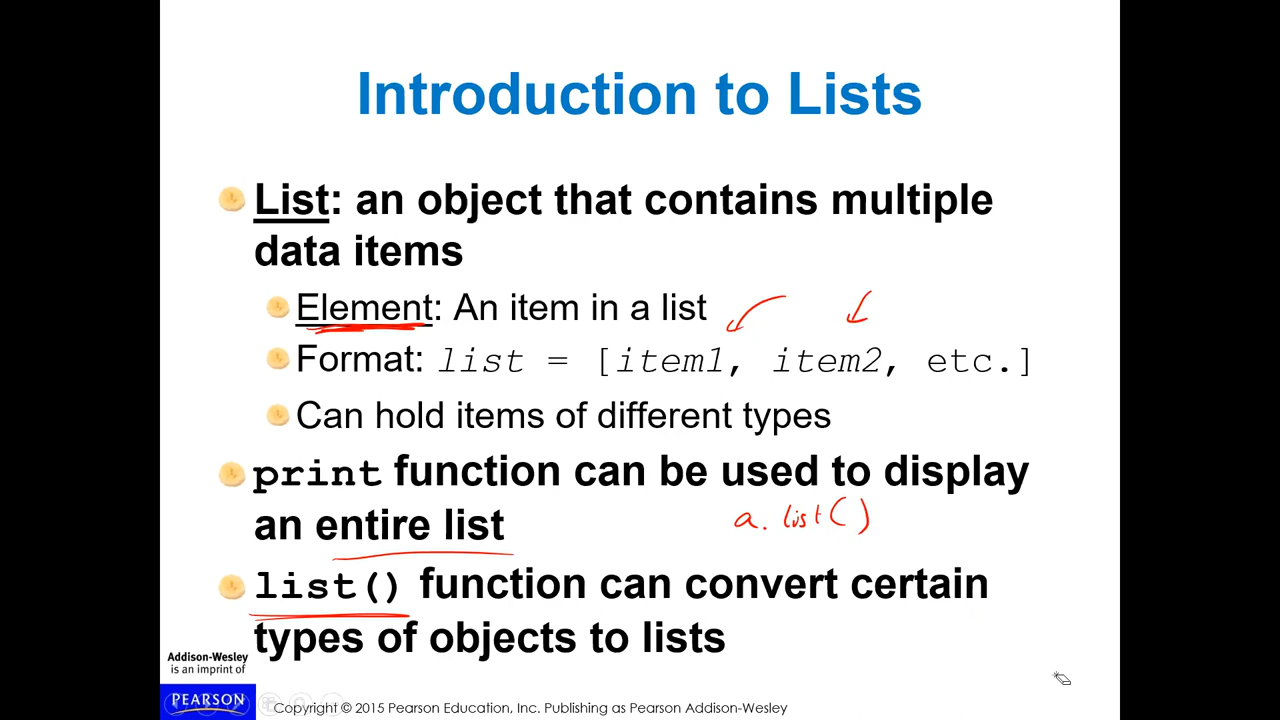 Introduction to Lists
List: an object that contains multiple
data items
Element: An item in a list
Format: list = [item1, item2, etc.]
Can hold items of different types
print function can be used to display
an entire list
a. list()
list() function can convert certain
types of objects to lists
Addison-Wesley
is an imprint of
PEARSON
Copyright © 2015 Pearson Education, Inc. Publishing as Pearson Addison-Wesley